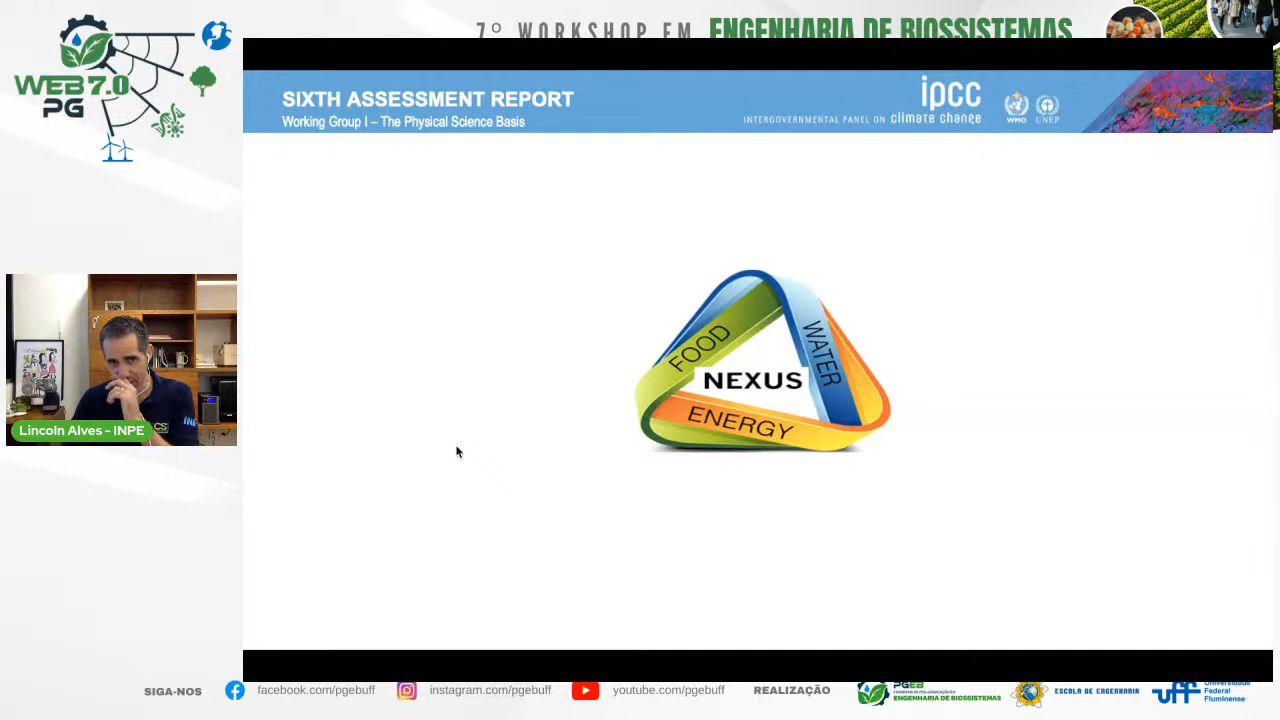 7º WORKSHOP EM ENGENHARIA DE BIOSSISTEMAS
WEB 7.0
PG
SIXTH ASSESSMENT REPORT
Working Group I – The Physical Science Basis
ipcc
INTERGOVERNMENTAL PANEL ON climate change
WMO
UNEP
FOOD
WATER
NEXUS
ENERGY
Lincoln Alves - INPE
SIGA-NOS
facebook.com/pgebuff
instagram.com/pgebuff
youtube.com/pgebuff
REALIZAÇÃO
PGEB
ENGENHARIA DE BIOSSISTEMAS
ESCOLA DE ENGENHARIA
uff
Universidade
Federal
Fluminense